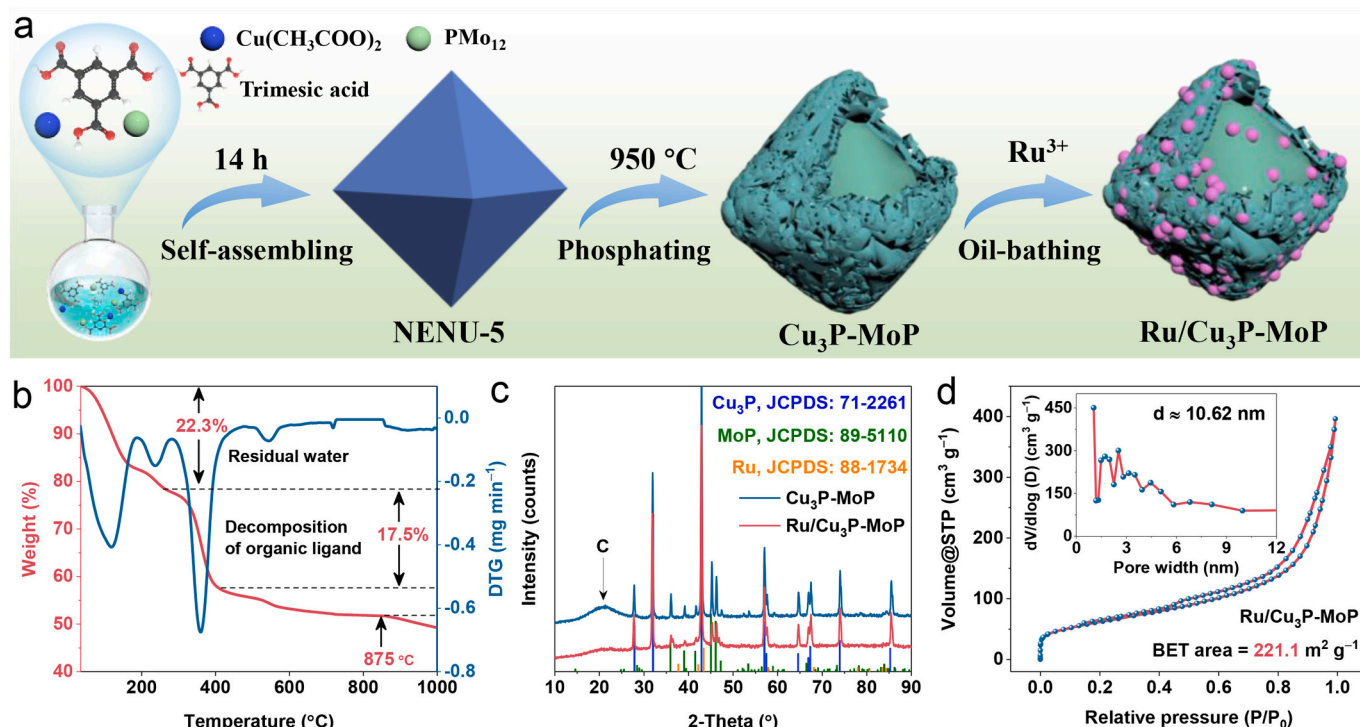 a
Cu(CH₃COO)₂
PMo₁₂
Trimesic acid
14 h
Self-assembling
NENU-5
950 °C
Phosphating
Cu₃P-MoP
Ru³⁺
Oil-bathing
Ru/Cu₃P-MoP
b
100
90
80
70
60
50
40
Weight (%)
22.3%
Residual water
Decomposition
of organic ligand
17.5%
875 °C
0.0
-0.2
-0.4
-0.6
-0.8
DTG (mg min⁻¹)
200 400 600 800 1000
Temperature (°C)
c
Intensity (counts)
C
Cu₃P, JCPDS: 71-2261
MoP, JCPDS: 89-5110
Ru, JCPDS: 88-1734
Cu₃P-MoP
Ru/Cu₃P-MoP
10 20 30 40 50 60 70 80 90
2-Theta (°)
d
400
300
200
100
0
Volume@STP (cm³ g⁻¹)
450
300
150
0
dV/dlog (D) (cm³ g⁻¹)
d ≈ 10.62 nm
0 3 6 9 12
Pore width (nm)
Ru/Cu₃P-MoP
BET area = 221.1 m² g⁻¹
0.0 0.2 0.4 0.6 0.8 1.0
Relative pressure (P/P₀)